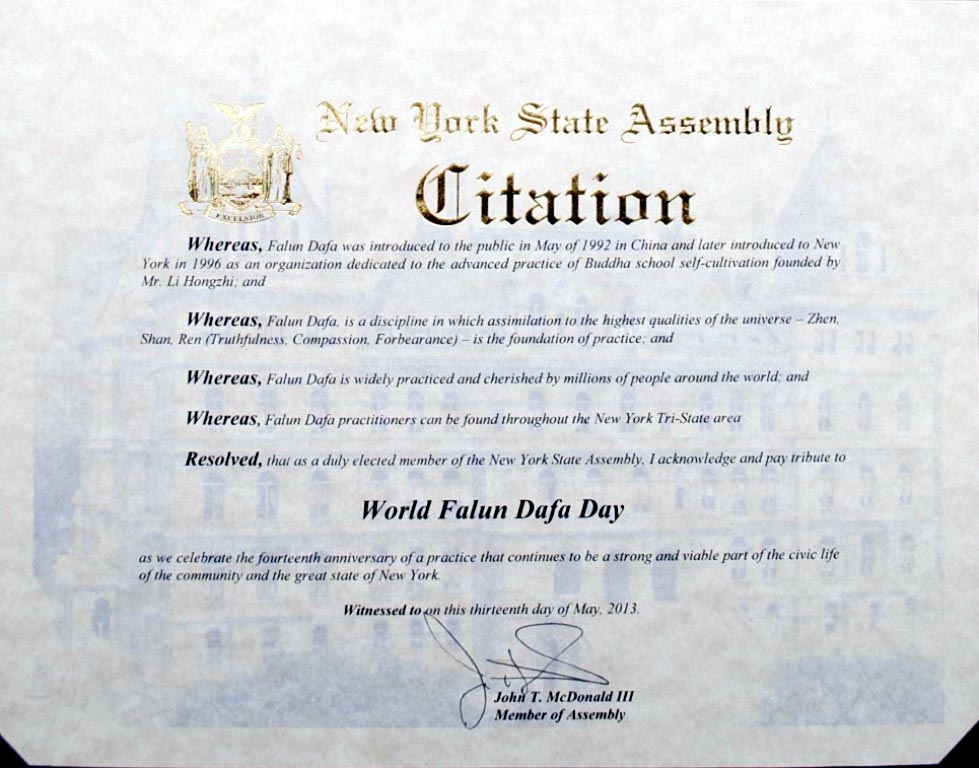 New York State Assembly
Citation
EXCELSIOR
Whereas, Falun Dafa was introduced to the public in May of 1992 in China and later introduced to New
York in 1996 as an organization dedicated to the advanced practice of Buddha school self-cultivation founded by
Mr. Li Hongzhi; and
Whereas, Falun Dafa, is a discipline in which assimilation to the highest qualities of the universe – Zhen,
Shan, Ren (Truthfulness, Compassion, Forbearance) – is the foundation of practice; and
Whereas, Falun Dafa is widely practiced and cherished by millions of people around the world; and
Whereas, Falun Dafa practitioners can be found throughout the New York Tri-State area
Resolved, that as a duly elected member of the New York State Assembly, I acknowledge and pay tribute to
World Falun Dafa Day
as we celebrate the fourteenth anniversary of a practice that continues to be a strong and viable part of the civic life
of the community and the great state of New York.
Witnessed to on this thirteenth day of May, 2013.
John T. McDonald III
Member of Assembly